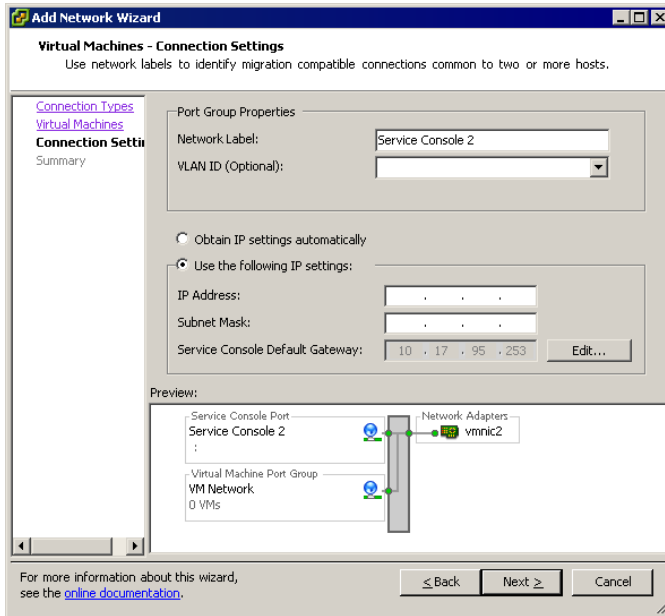 Add Network Wizard
Virtual Machines - Connection Settings
Use network labels to identify migration compatible connections common to two or more hosts.
Connection Types
Virtual Machines
Connection Setti
Summary
Port Group Properties
Network Label:
Service Console 2
VLAN ID (Optional):
Obtain IP settings automatically
Use the following IP settings:
IP Address:
. . .
Subnet Mask:
. . .
Service Console Default Gateway:
10 . 17 . 95 . 253
Edit...
Preview:
Service Console Port
Service Console 2
:
Virtual Machine Port Group
VM Network
0 VMs
Network Adapters
vmnic2
For more information about this wizard,
see the online documentation.
< Back
Next >
Cancel